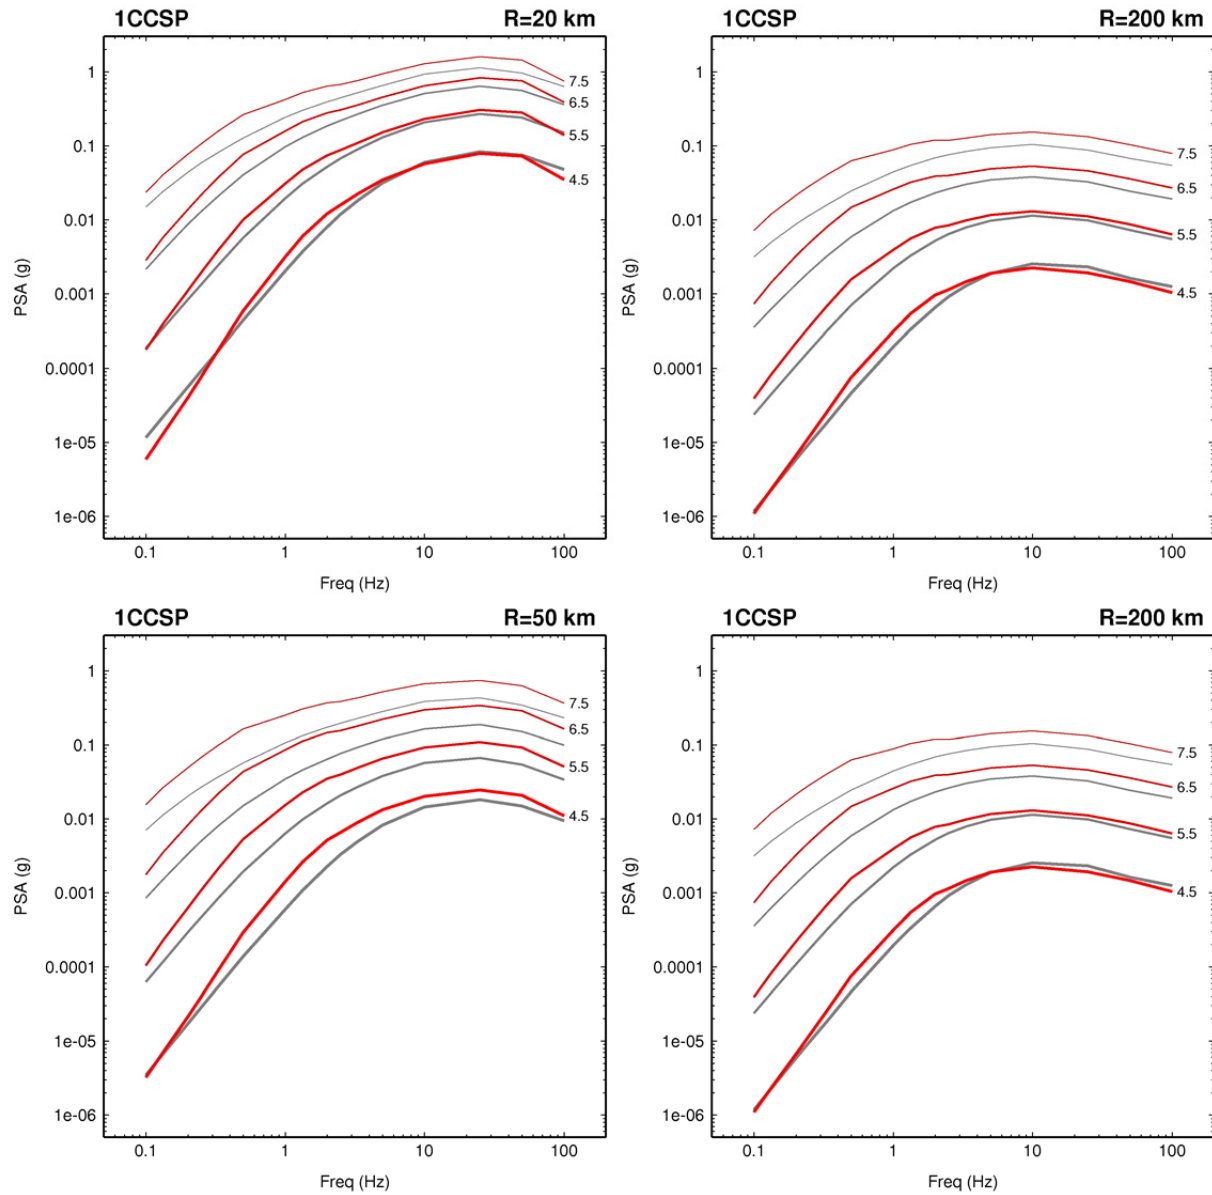 1CCSP R=20 km
1
0.1
0.01
0.001
0.0001
1e-05
1e-06
PSA (g)
7.5
6.5
5.5
4.5
0.1 1 10 100
Freq (Hz)
1CCSP R=200 km
1
0.1
0.01
0.001
0.0001
1e-05
1e-06
PSA (g)
7.5
6.5
5.5
4.5
0.1 1 10 100
Freq (Hz)
1CCSP R=50 km
1
0.1
0.01
0.001
0.0001
1e-05
1e-06
PSA (g)
7.5
6.5
5.5
4.5
0.1 1 10 100
Freq (Hz)
1CCSP R=200 km
1
0.1
0.01
0.001
0.0001
1e-05
1e-06
PSA (g)
7.5
6.5
5.5
4.5
0.1 1 10 100
Freq (Hz)